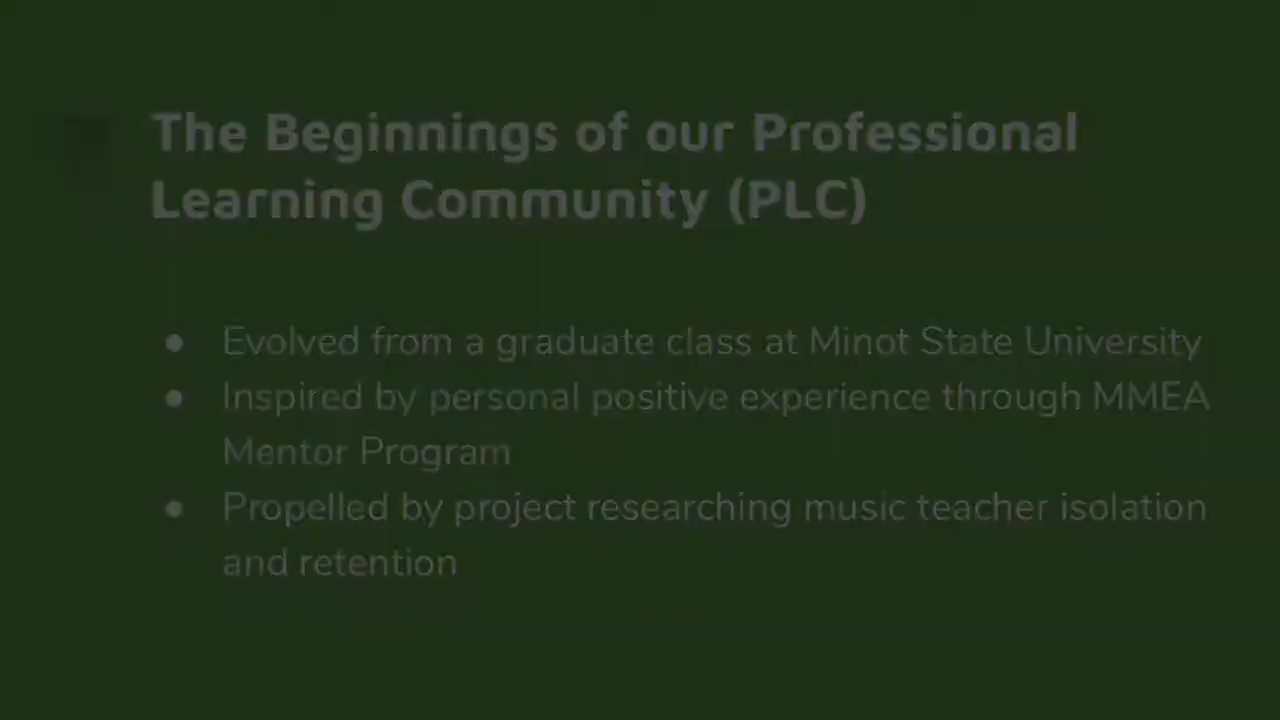 The Beginnings of our Professional
Learning Community (PLC)
● Evolved from a graduate class at Minot State University
● Inspired by personal positive experience through MMEA
Mentor Program
● Propelled by project researching music teacher isolation
and retention